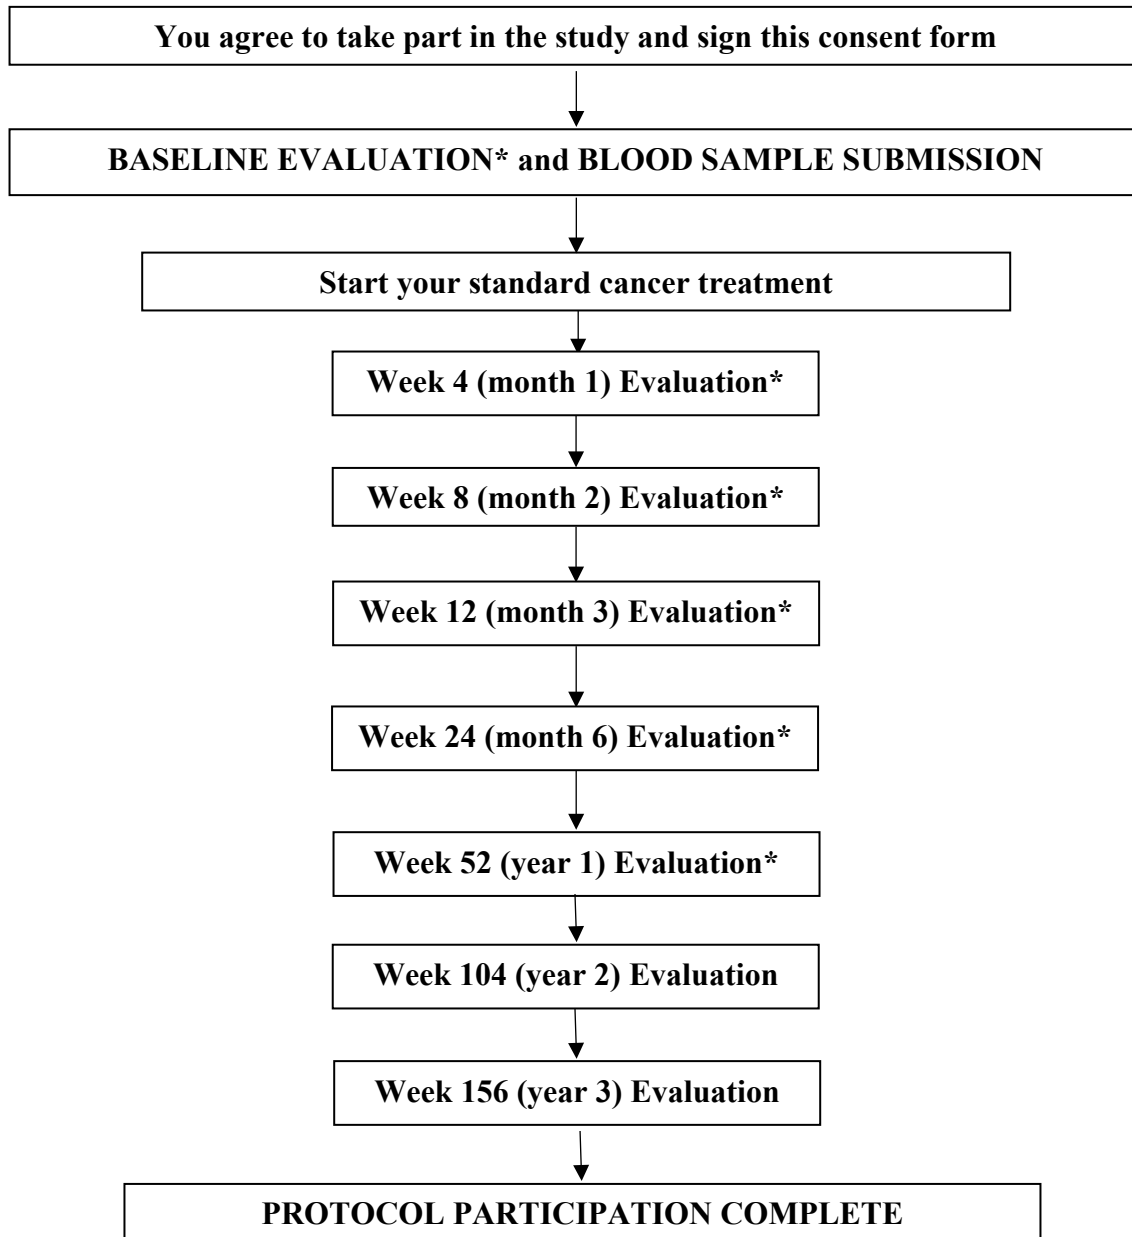 You agree to take part in the study and sign this consent form
BASELINE EVALUATION* and BLOOD SAMPLE SUBMISSION
Start your standard cancer treatment
Week 4 (month 1) Evaluation*
Week 8 (month 2) Evaluation*
Week 12 (month 3) Evaluation*
Week 24 (month 6) Evaluation*
Week 52 (year 1) Evaluation*
Week 104 (year 2) Evaluation
Week 156 (year 3) Evaluation
PROTOCOL PARTICIPATION COMPLETE